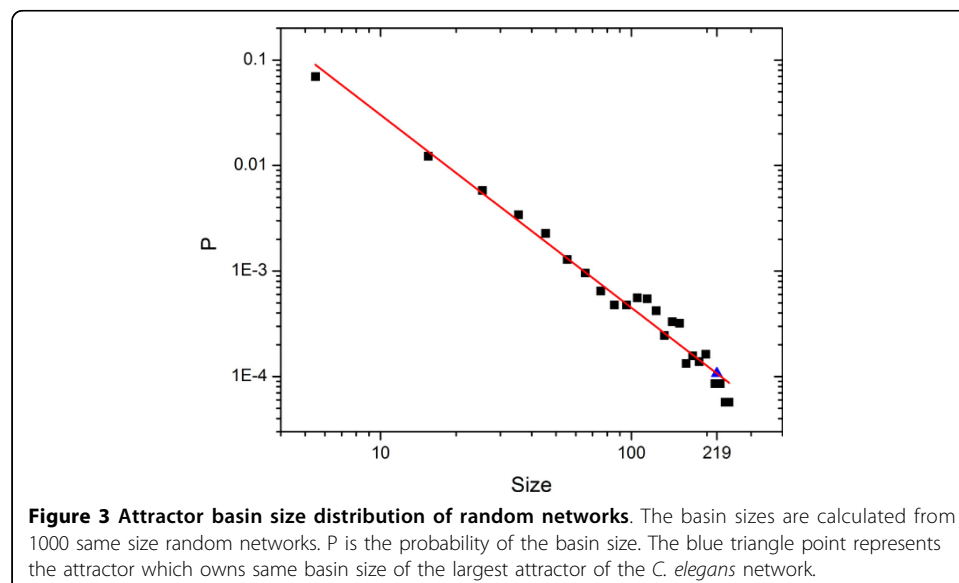 0.1
0.01
1E-3
1E-4
P
10
100
219
Size
Figure 3 Attractor basin size distribution of random networks. The basin sizes are calculated from
1000 same size random networks. P is the probability of the basin size. The blue triangle point represents
the attractor which owns same basin size of the largest attractor of the C. elegans network.